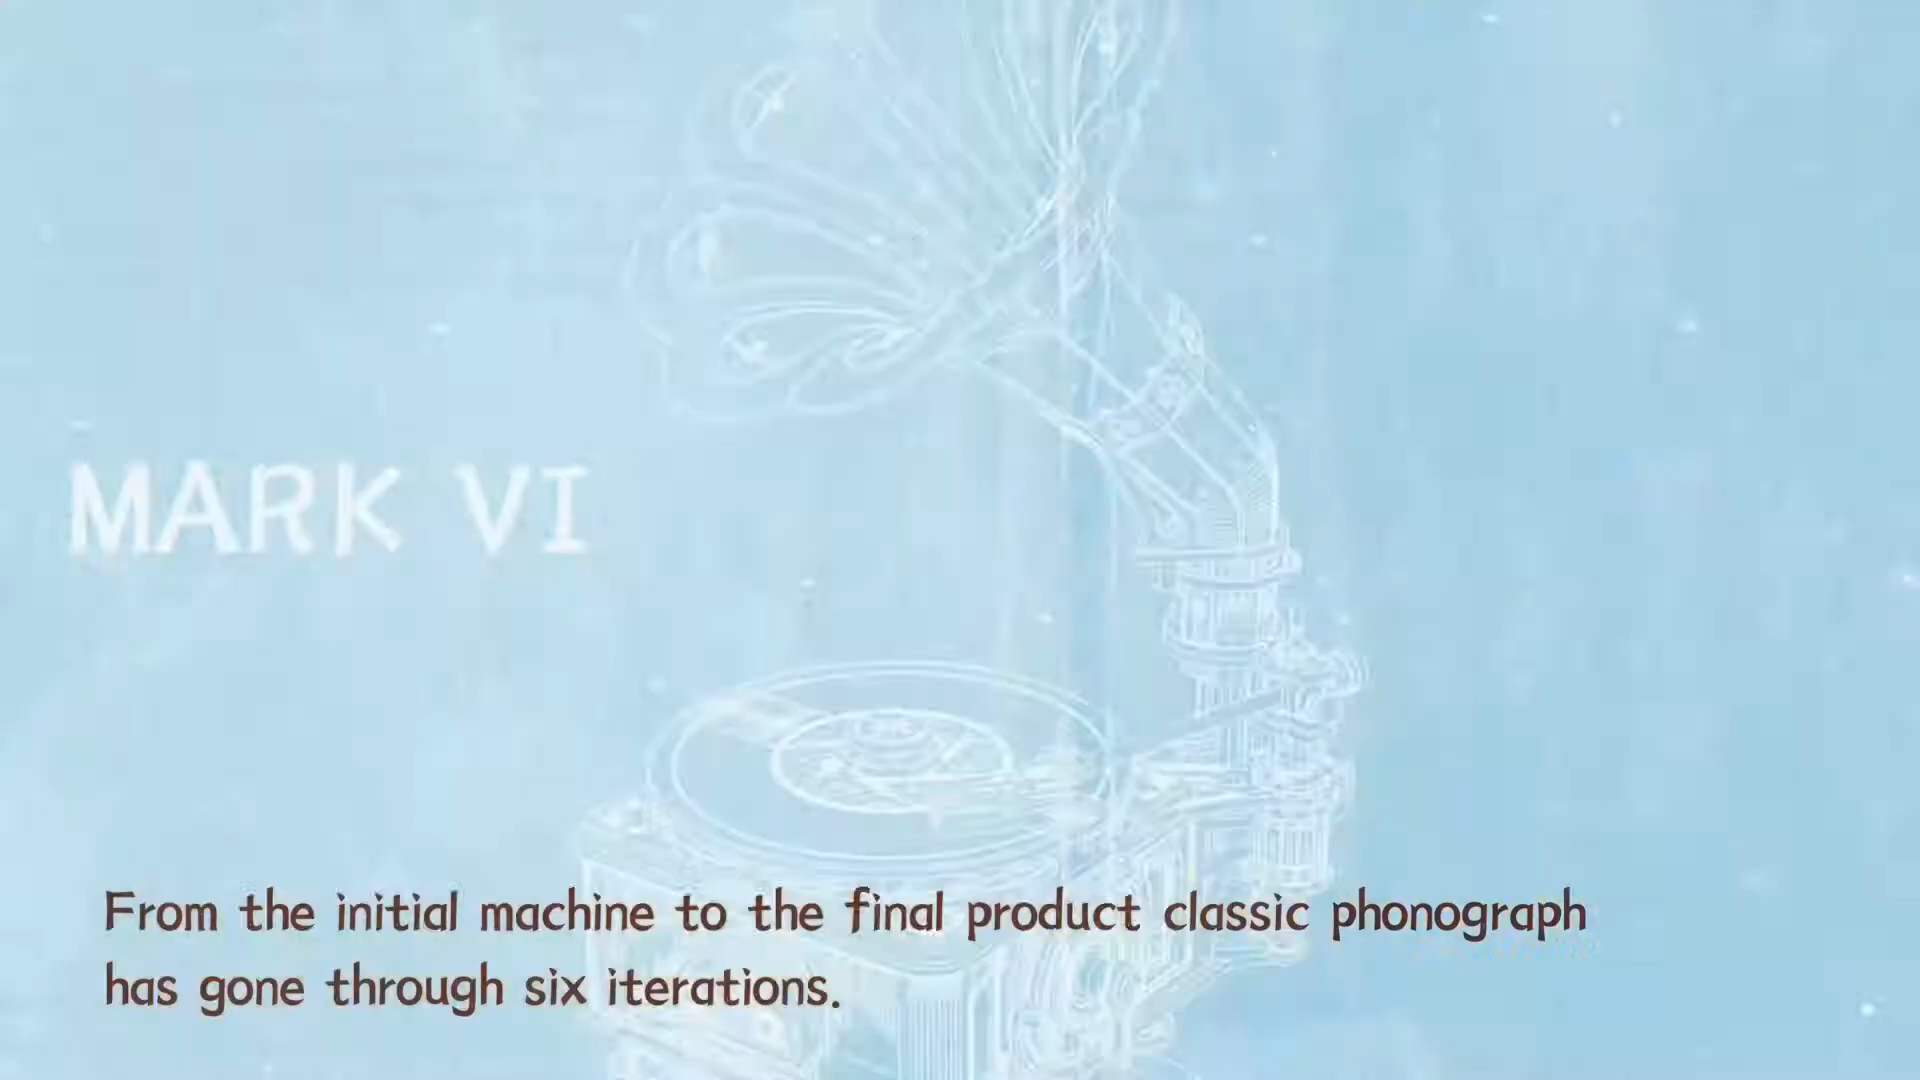 MARK VI
From the initial machine to the final product classic phonograph
has gone through six iterations.